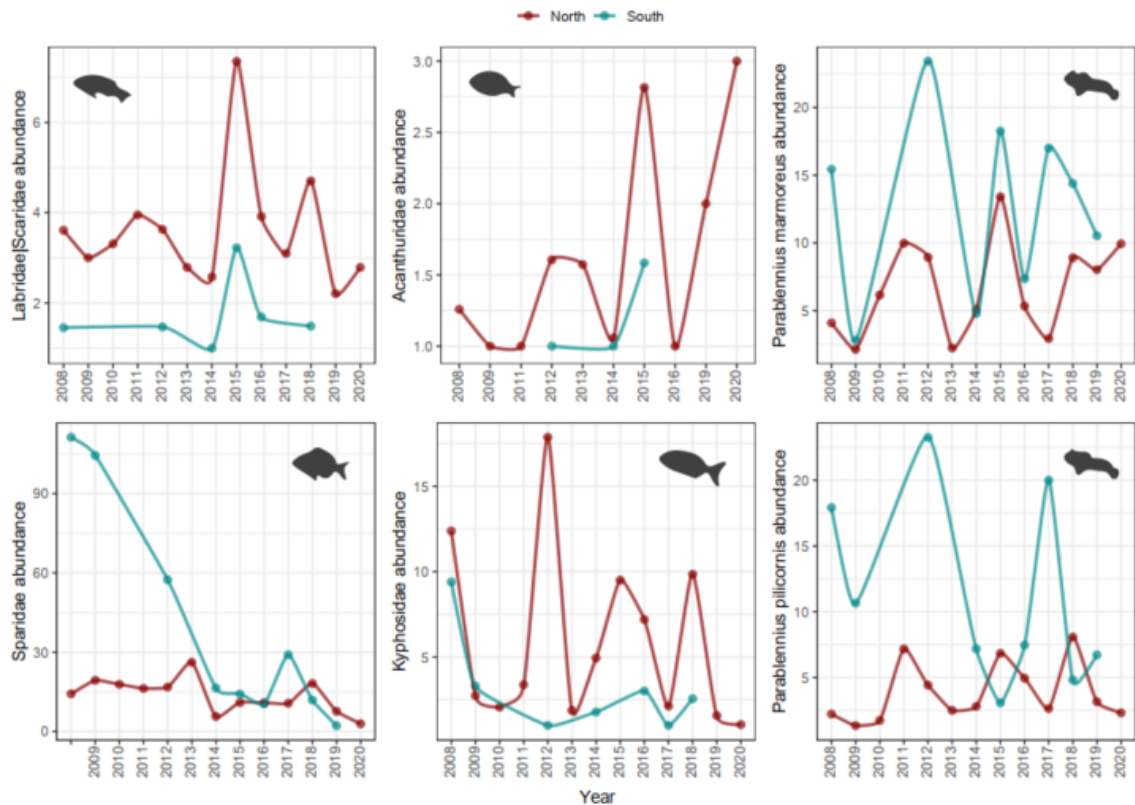 North South
Labridae|Scaridae abundance
6
4
2
2008 2009 2010 2011 2012 2013 2014 2015 2016 2017 2018 2019 2020
Acanthuridae abundance
3.0
2.5
2.0
1.5
1.0
2008 2009 2011 2012 2013 2014 2015 2016 2019 2020
Parablennius marmoreus abundance
20
15
10
5
2008 2009 2010 2011 2012 2013 2014 2015 2016 2017 2018 2019 2020
Sparidae abundance
90
60
30
0
2009 2010 2011 2012 2013 2014 2015 2016 2017 2018 2019 2020
Kyphosidae abundance
15
10
5
2008 2009 2010 2011 2012 2013 2014 2015 2016 2017 2018 2019 2020
Parablennius pilicornis abundance
20
15
10
5
2008 2009 2010 2011 2012 2013 2014 2015 2016 2017 2018 2019 2020
Year